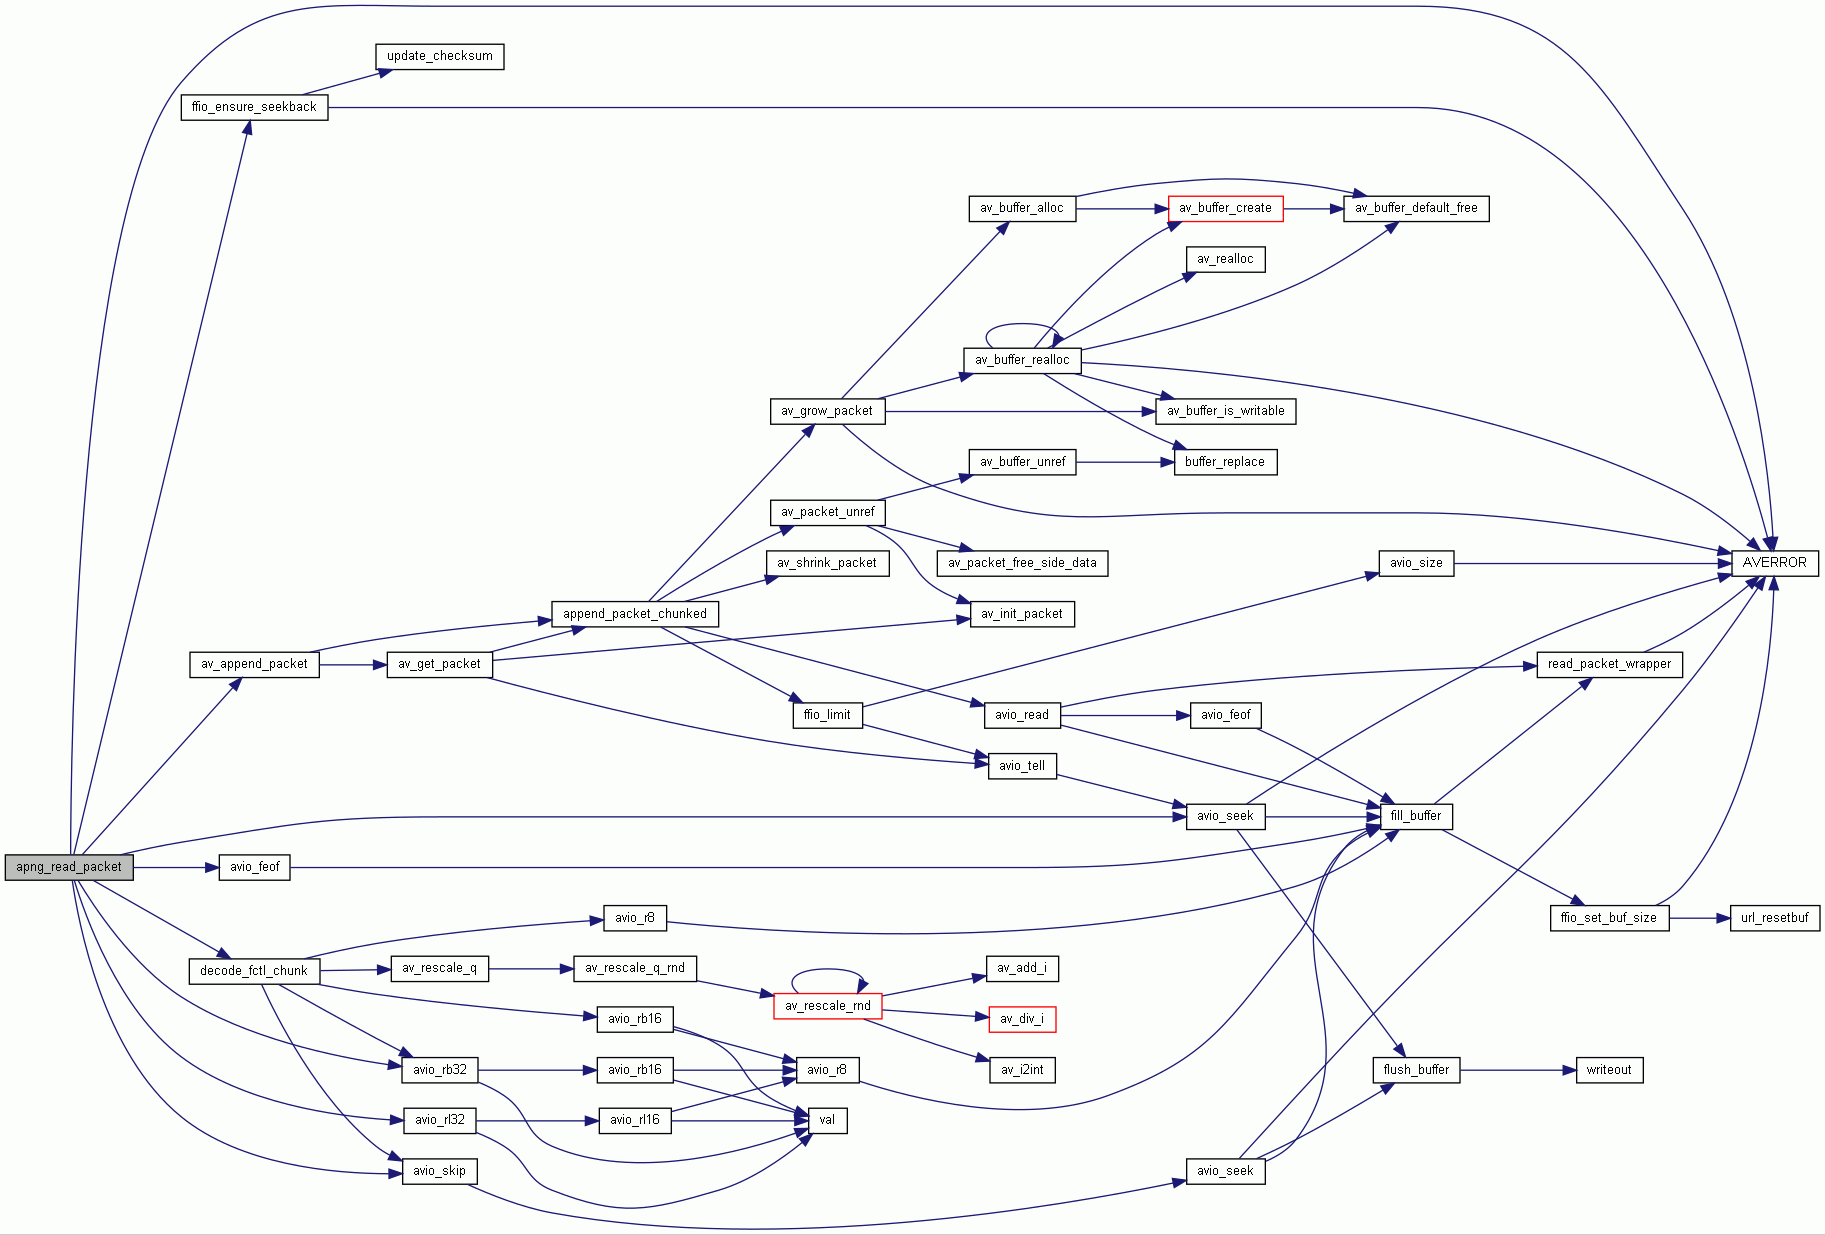 update_checksum
ffio_ensure_seekback
av_buffer_alloc
av_buffer_create
av_buffer_default_free
av_realloc
av_buffer_realloc
av_grow_packet
av_buffer_is_writable
av_buffer_unref
buffer_replace
av_packet_unref
av_shrink_packet
av_packet_free_side_data
avio_size
AVERROR
append_packet_chunked
av_init_packet
av_append_packet
av_get_packet
read_packet_wrapper
ffio_limit
avio_read
avio_feof
avio_tell
avio_seek
fill_buffer
apng_read_packet
avio_feof
avio_r8
ffio_set_buf_size
url_resetbuf
decode_fctl_chunk
av_rescale_q
av_rescale_q_rnd
av_add_i
av_rescale_rnd
avio_rb16
av_div_i
avio_rb32
avio_rb16
avio_r8
av_i2int
flush_buffer
writeout
avio_rl32
avio_rl16
val
avio_skip
avio_seek